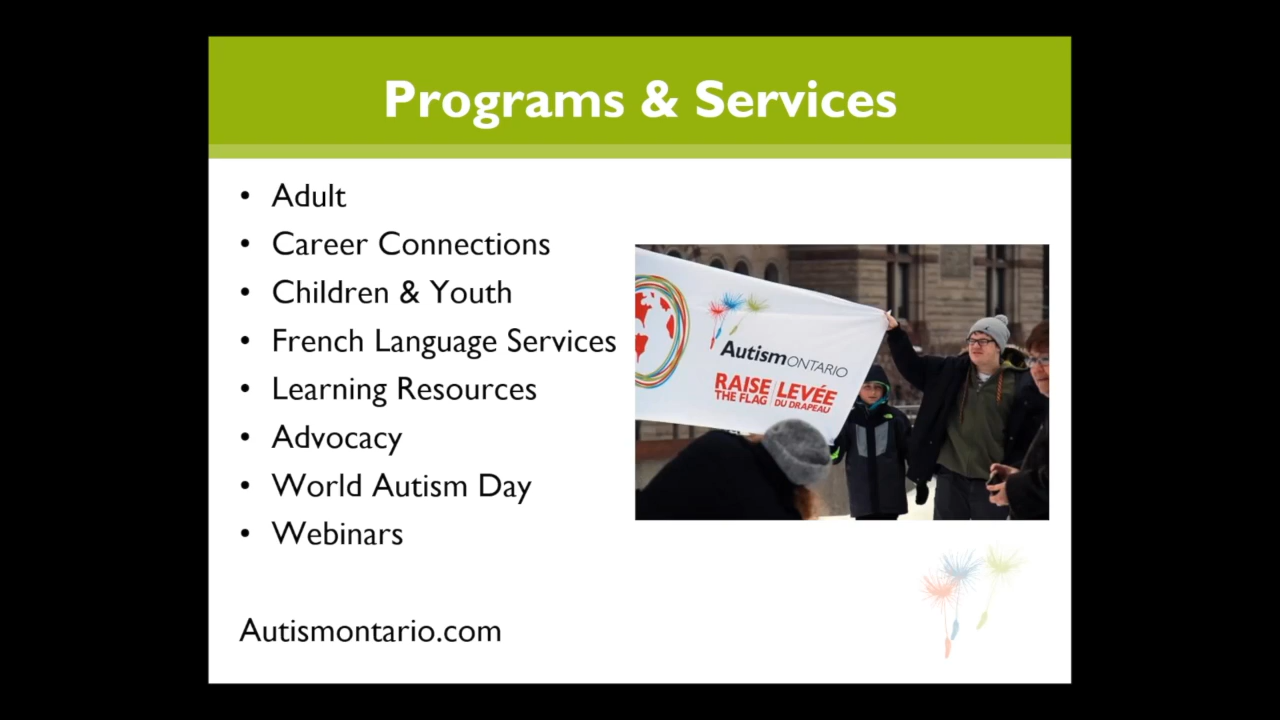 Programs & Services
• Adult
• Career Connections
• Children & Youth
• French Language Services
• Learning Resources
• Advocacy
• World Autism Day
• Webinars
AutismONTARIO
RAISE THE FLAG
LEVÉE DU DRAPEAU
Autismontario.com